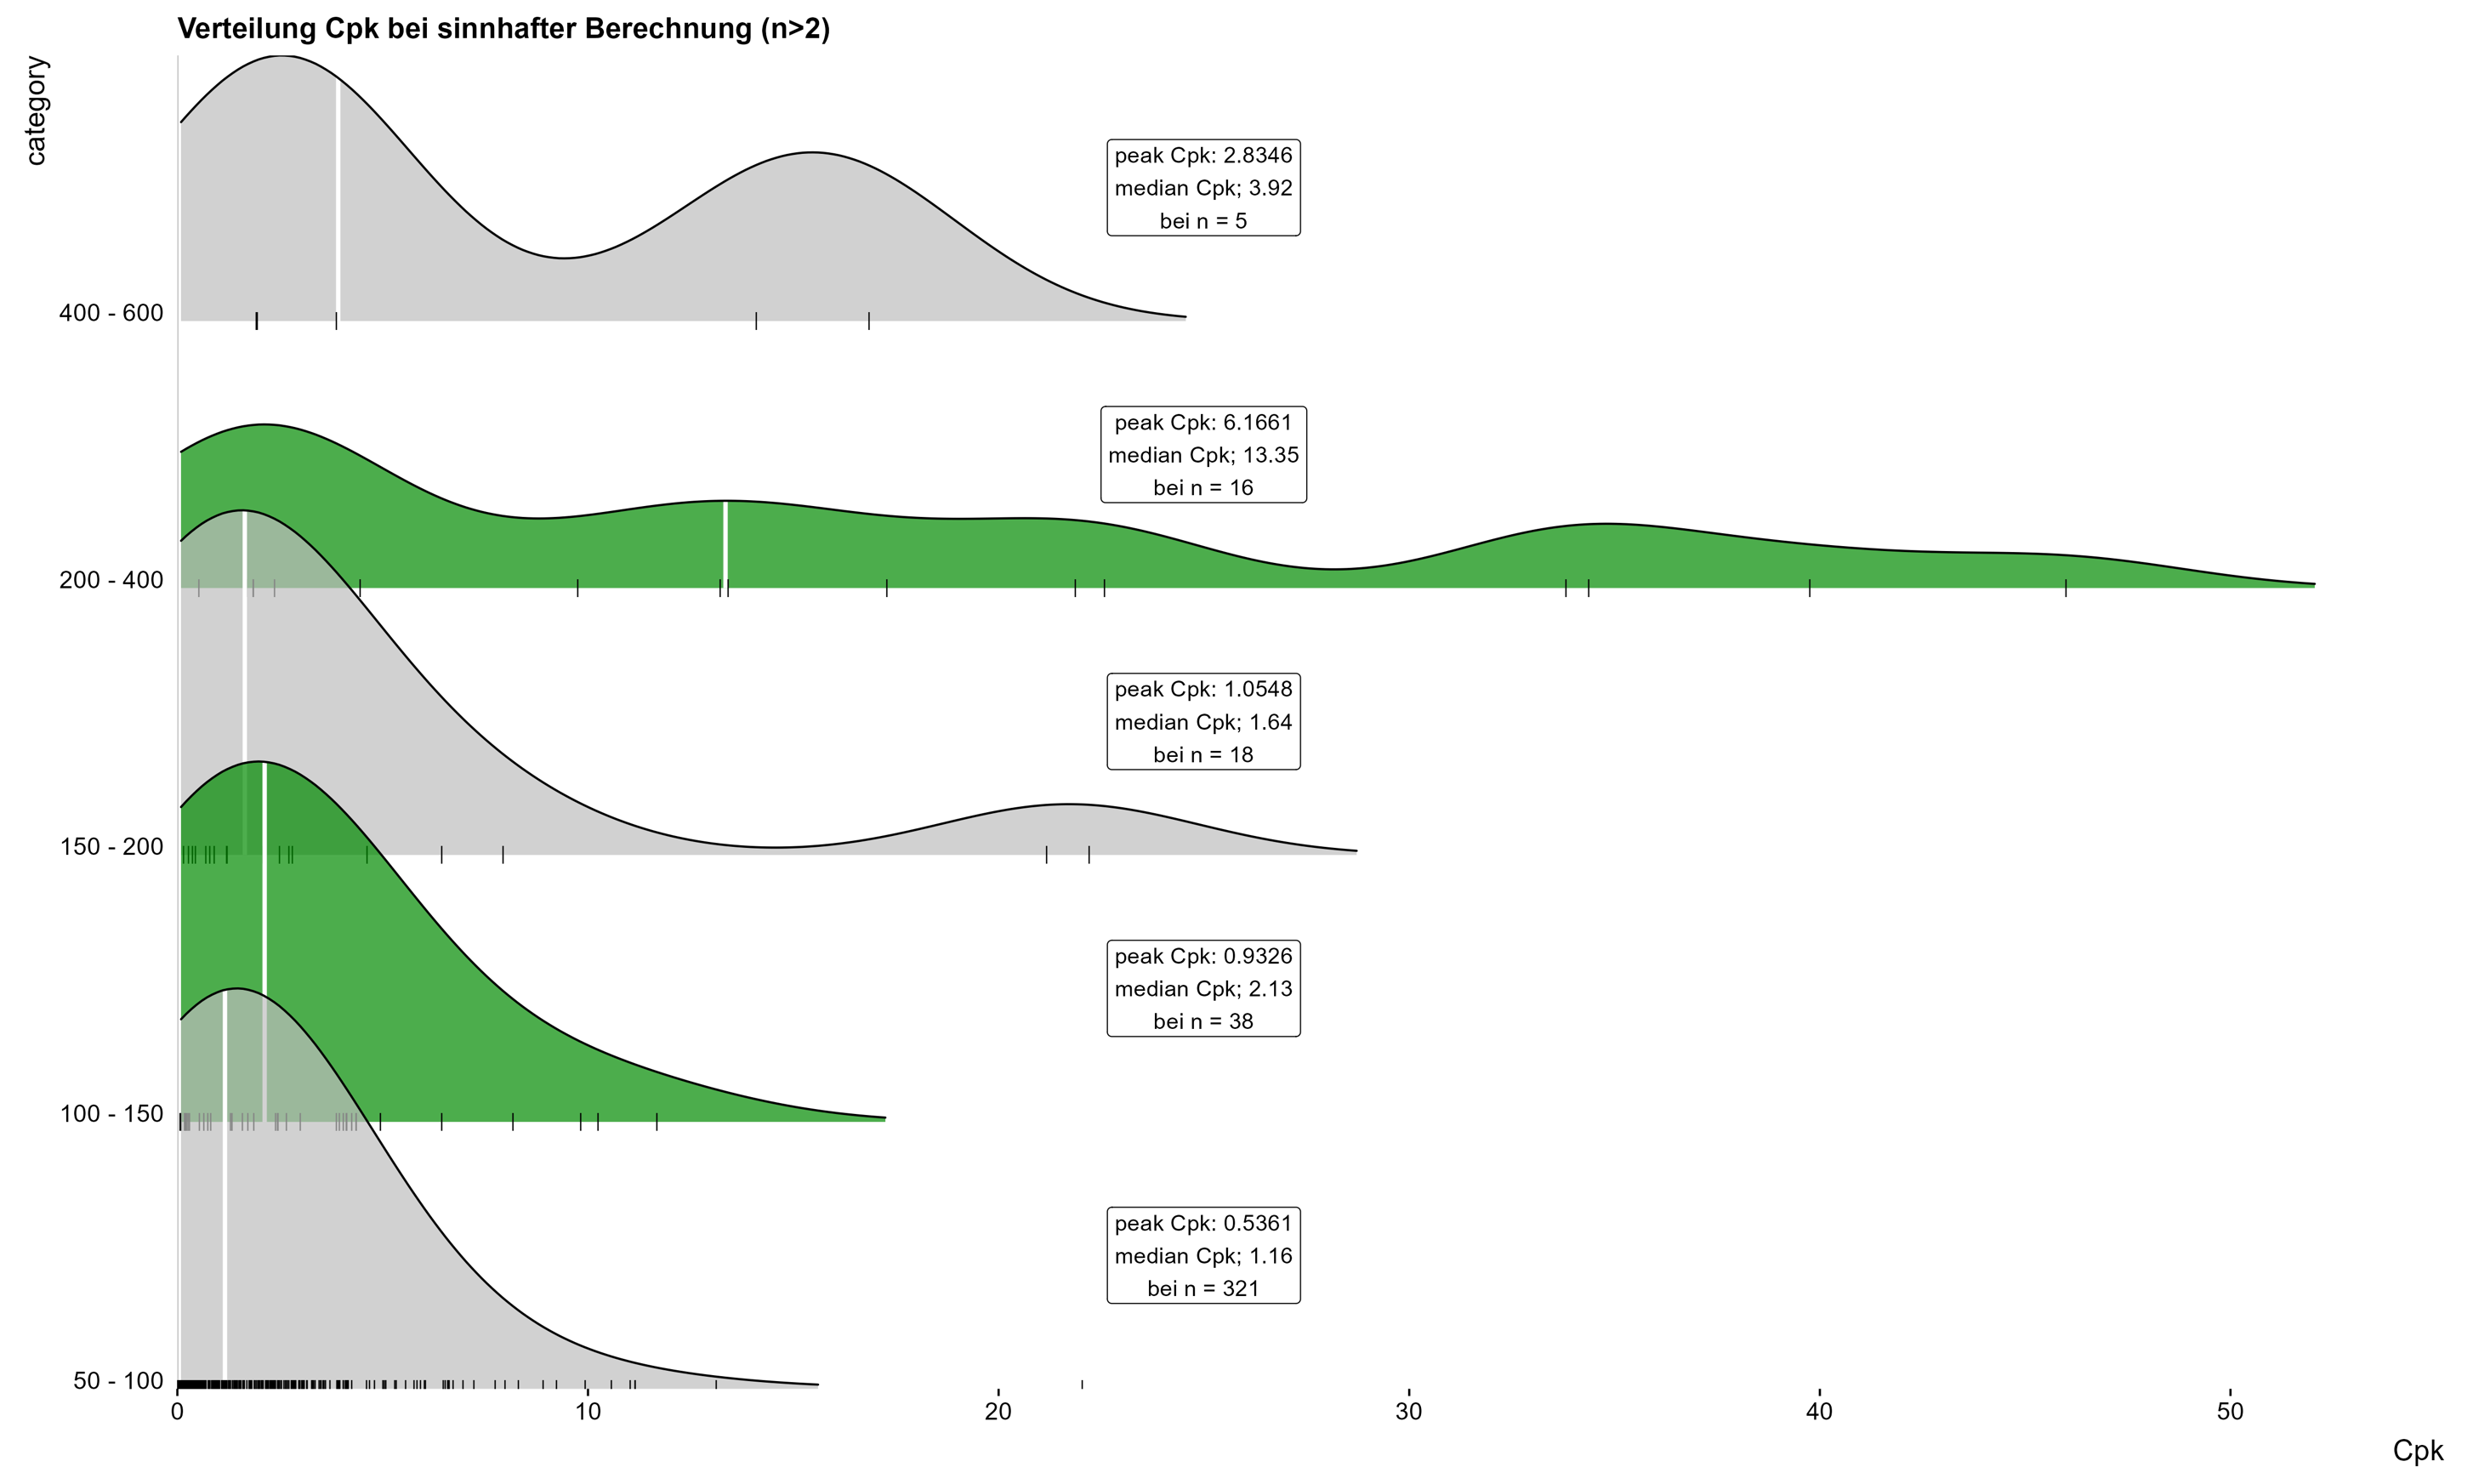 Verteilung Cpk bei sinnhafter Berechnung (n>2)
category
peak Cpk: 2.8346
median Cpk; 3.92
bei n = 5
400 - 600
peak Cpk: 6.1661
median Cpk; 13.35
bei n = 16
200 - 400
peak Cpk: 1.0548
median Cpk; 1.64
bei n = 18
150 - 200
peak Cpk: 0.9326
median Cpk; 2.13
bei n = 38
100 - 150
peak Cpk: 0.5361
median Cpk; 1.16
bei n = 321
50 - 100
0 10 20 30 40 50
Cpk